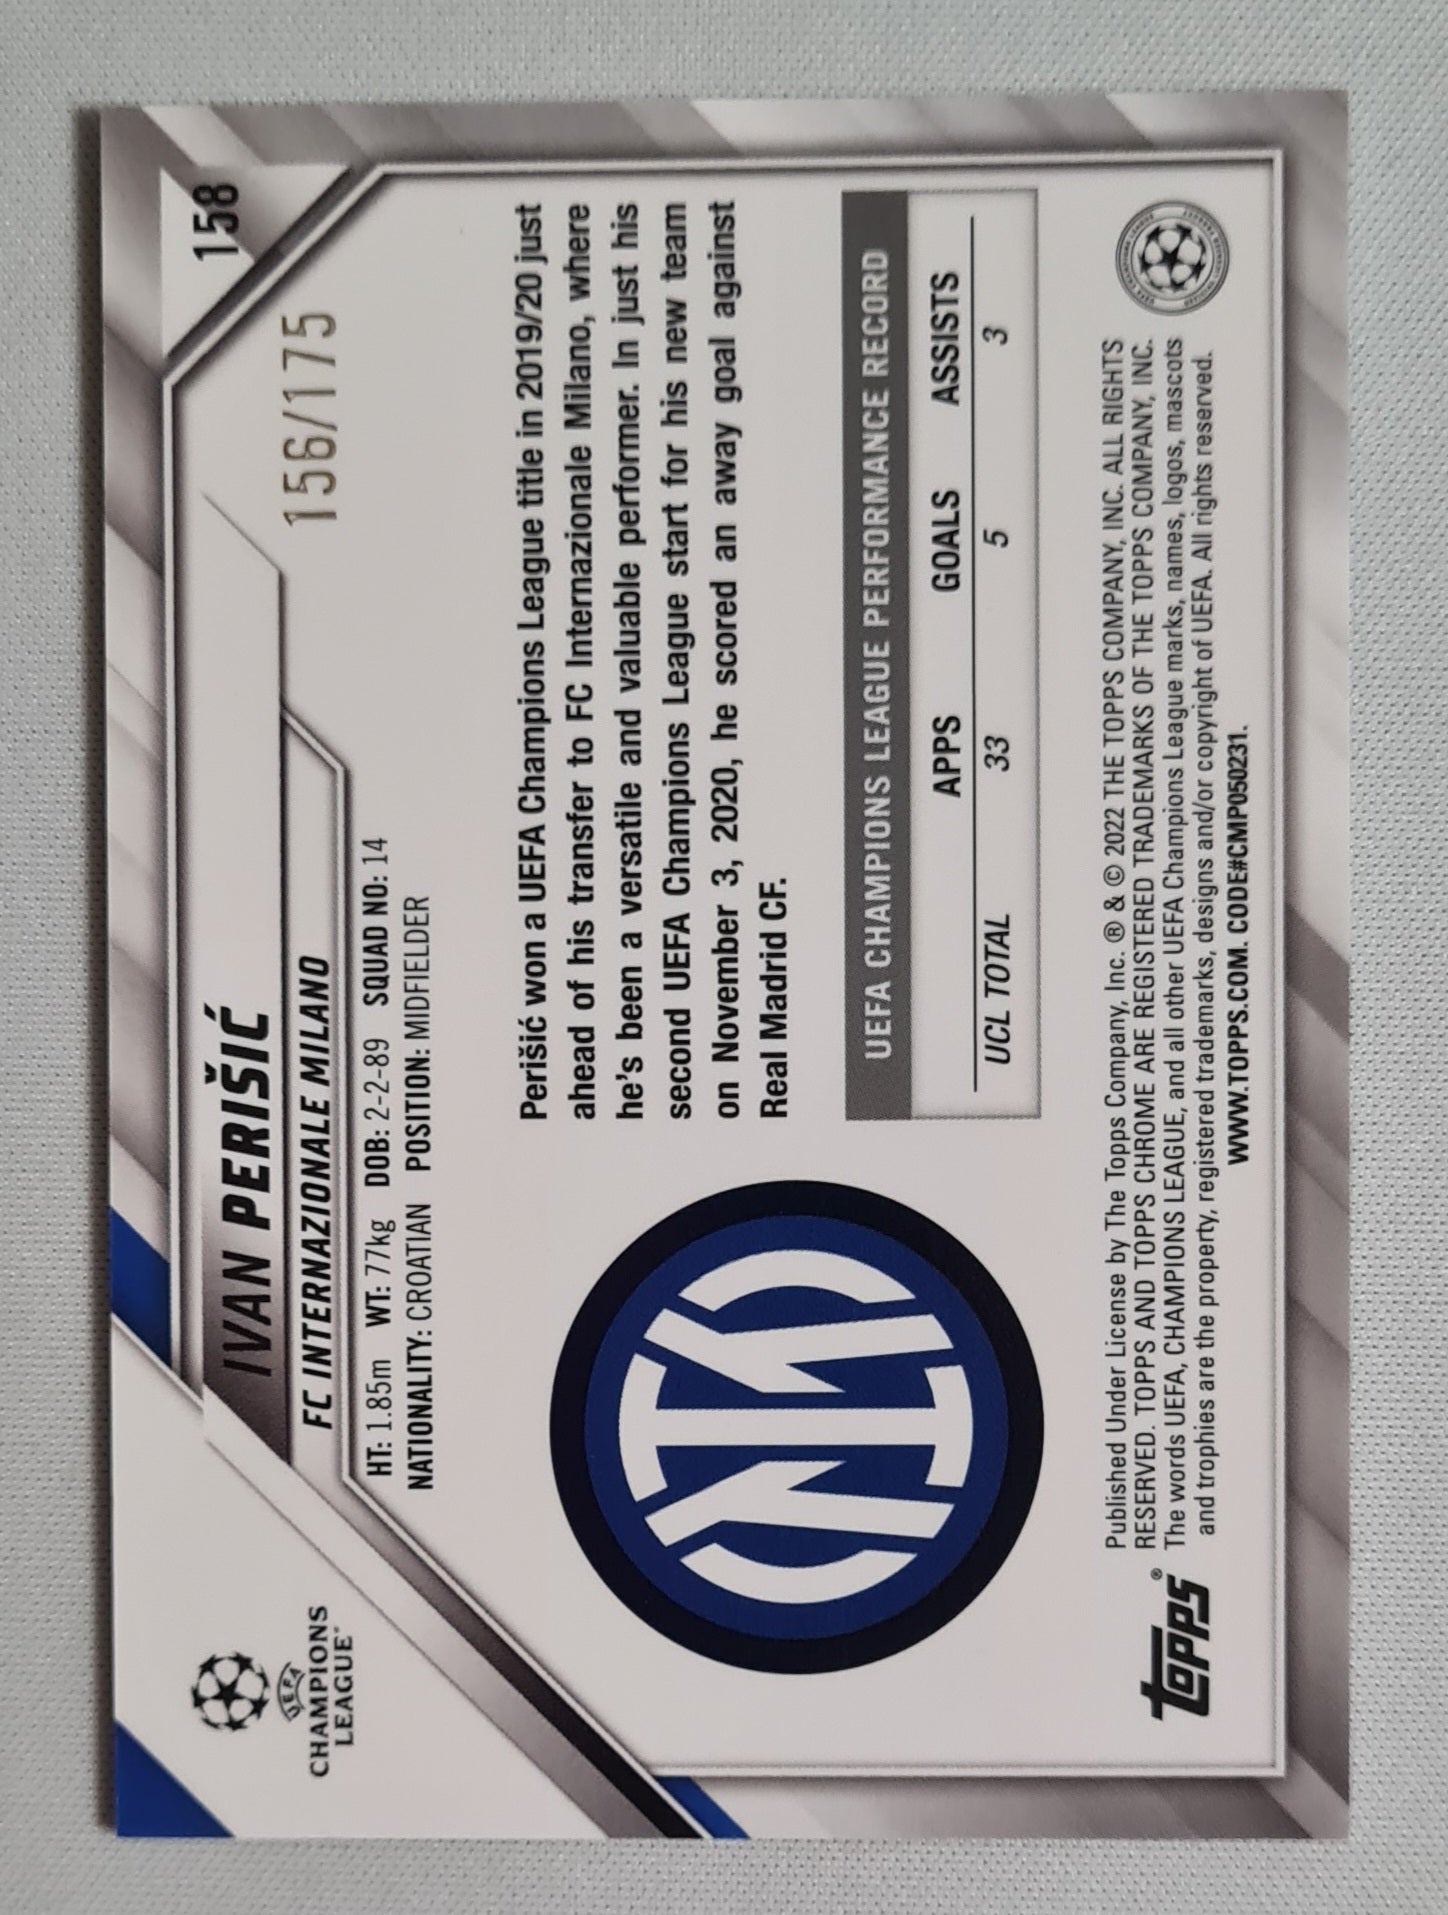 158
156/175
IVAN PERIŠIĆ
FC INTERNAZIONALE MILANO
HT: 1.85m WT: 77kg DOB: 2-2-89 SQUAD NO: 14
NATIONALITY: CROATIAN POSITION: MIDFIELDER
UEFA
CHAMPIONS
LEAGUE
Perišić won a UEFA Champions League title in 2019/20 just
ahead of his transfer to FC Internazionale Milano, where
he's been a versatile and valuable performer. In just his
second UEFA Champions League start for his new team
on November 3, 2020, he scored an away goal against
Real Madrid CF.
UEFA CHAMPIONS LEAGUE PERFORMANCE RECORD
APPS GOALS ASSISTS
UCL TOTAL 33 5 3
topps®
Published Under License by The Topps Company, Inc. ® & © 2022 THE TOPPS COMPANY, INC. ALL RIGHTS
RESERVED. TOPPS AND TOPPS CHROME ARE REGISTERED TRADEMARKS OF THE TOPPS COMPANY, INC.
The words UEFA, CHAMPIONS LEAGUE, and all other UEFA Champions League marks, names, logos, mascots
and trophies are the property, registered trademarks, designs and/or copyright of UEFA. All rights reserved.
WWW.TOPPS.COM. CODE#CMP050231.